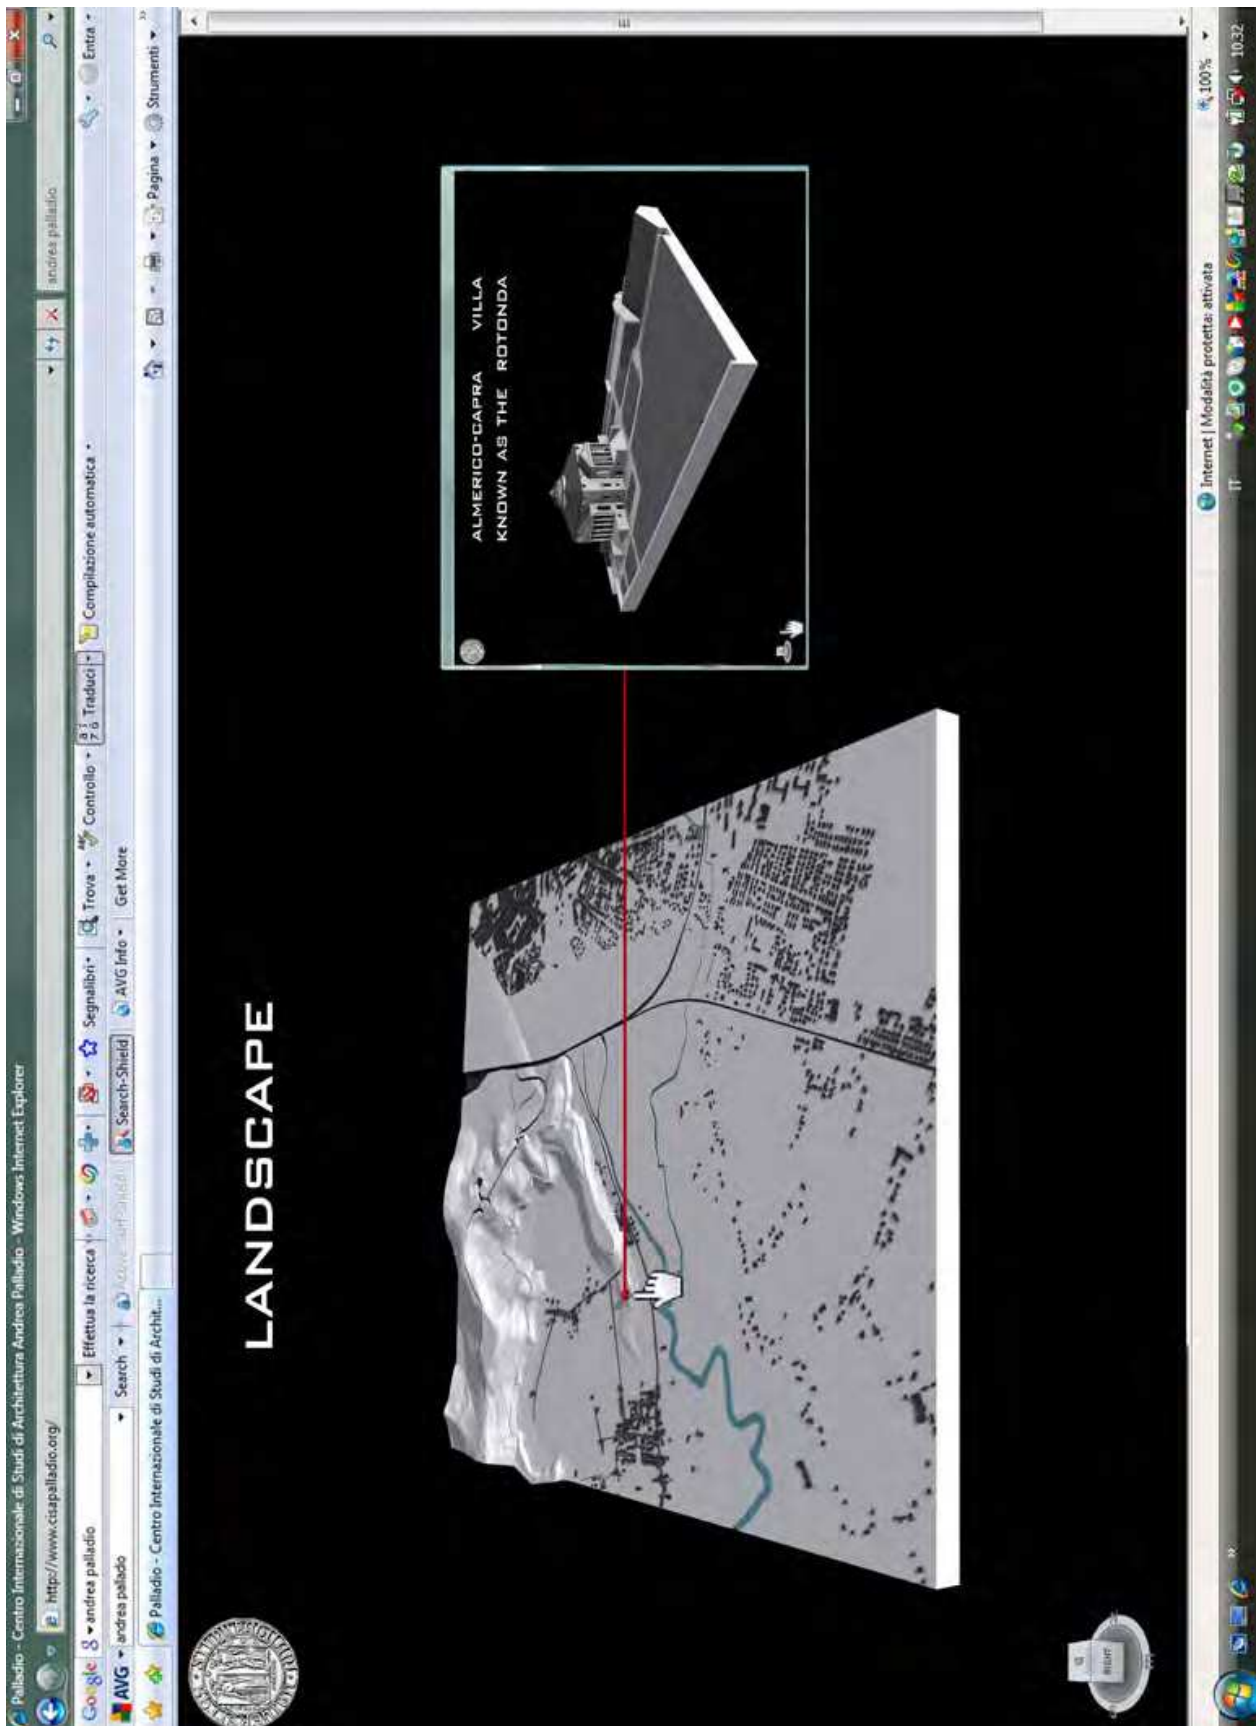 Palladio - Centro Internazionale di Studi di Architettura Andrea Palladio - Windows Internet Explorer
http://www.cisapalladio.org/
andrea palladio
Google
andrea palladio
Effettua la ricerca
Segnalibri
Trova
Controllo
Traduci
Compilazione automatica
Entra
AVG
andrea pallado
Search
Search-Shield
AVG Info
Get More
Palladio - Centro Internazionale di Studi di Archit...
Pagina
Strumenti
LANDSCAPE
ALMERICO-CAPRA VILLA
KNOWN AS THE ROTONDA
RIGHT
Internet | Modalità protetta: attivata
100%
IT
10.32